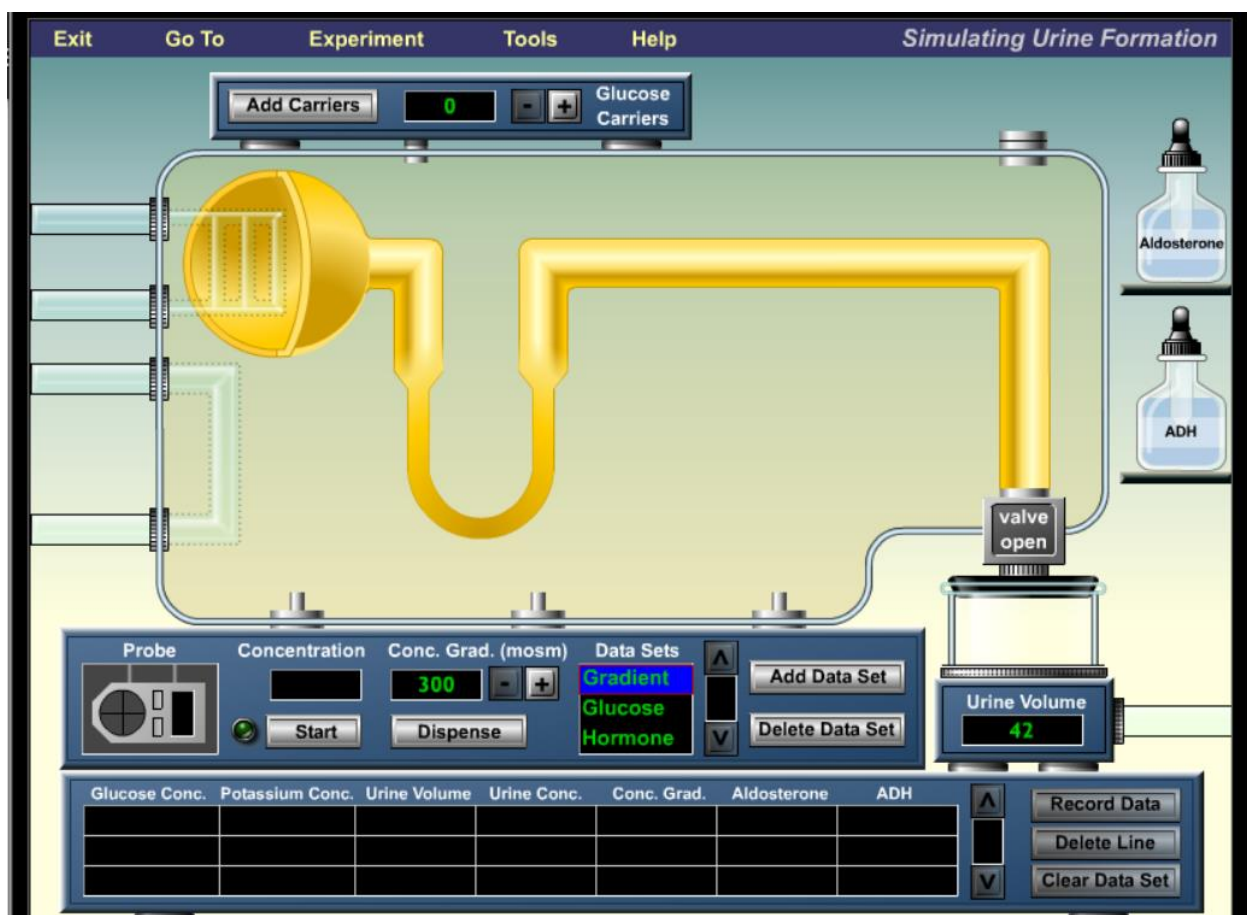 Exit Go To Experiment Tools Help Simulating Urine Formation
Add Carriers 0 - + Glucose
Carriers
Aldosterone
ADH
valve
open
Probe Concentration Conc. Grad. (mosm) Data Sets
300 - + Gradient Add Data Set
Glucose
Start Dispense Hormone Delete Data Set
Urine Volume
42
Glucose Conc. Potassium Conc. Urine Volume Urine Conc. Conc. Grad. Aldosterone ADH
Record Data
Delete Line
Clear Data Set